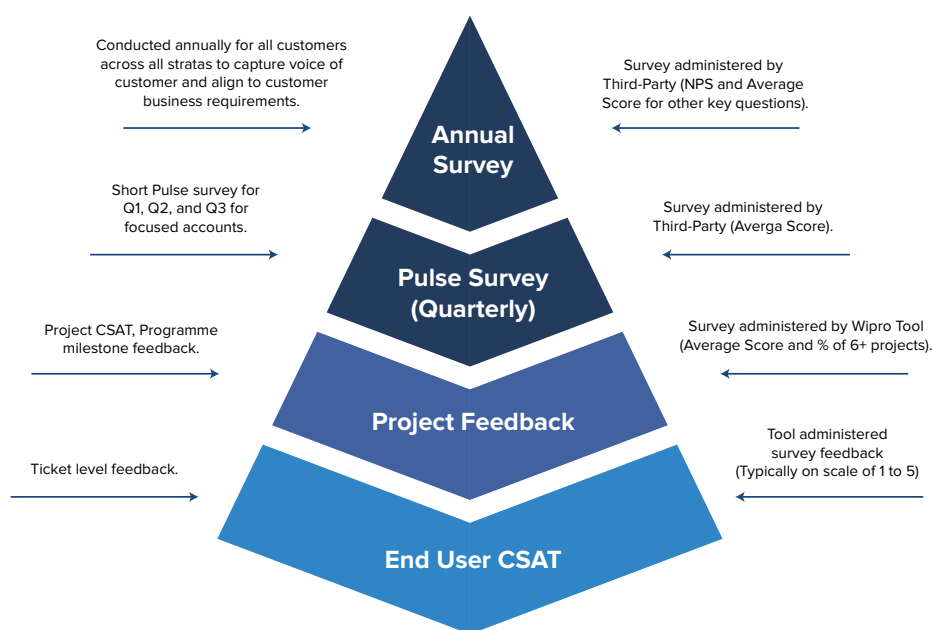 Conducted annually for all customers
across all stratas to capture voice of
customer and align to customer
business requirements.
Survey administered by
Third-Party (NPS and Average
Score for other key questions).
Annual
Survey
Short Pulse survey for
Q1, Q2, and Q3 for
focused accounts.
Survey administered by
Third-Party (Averga Score).
Pulse Survey
(Quarterly)
Project CSAT, Programme
milestone feedback.
Survey administered by Wipro Tool
(Average Score and % of 6+ projects).
Project Feedback
Ticket level feedback.
Tool administered
survey feedback
(Typically on scale of 1 to 5)
End User CSAT